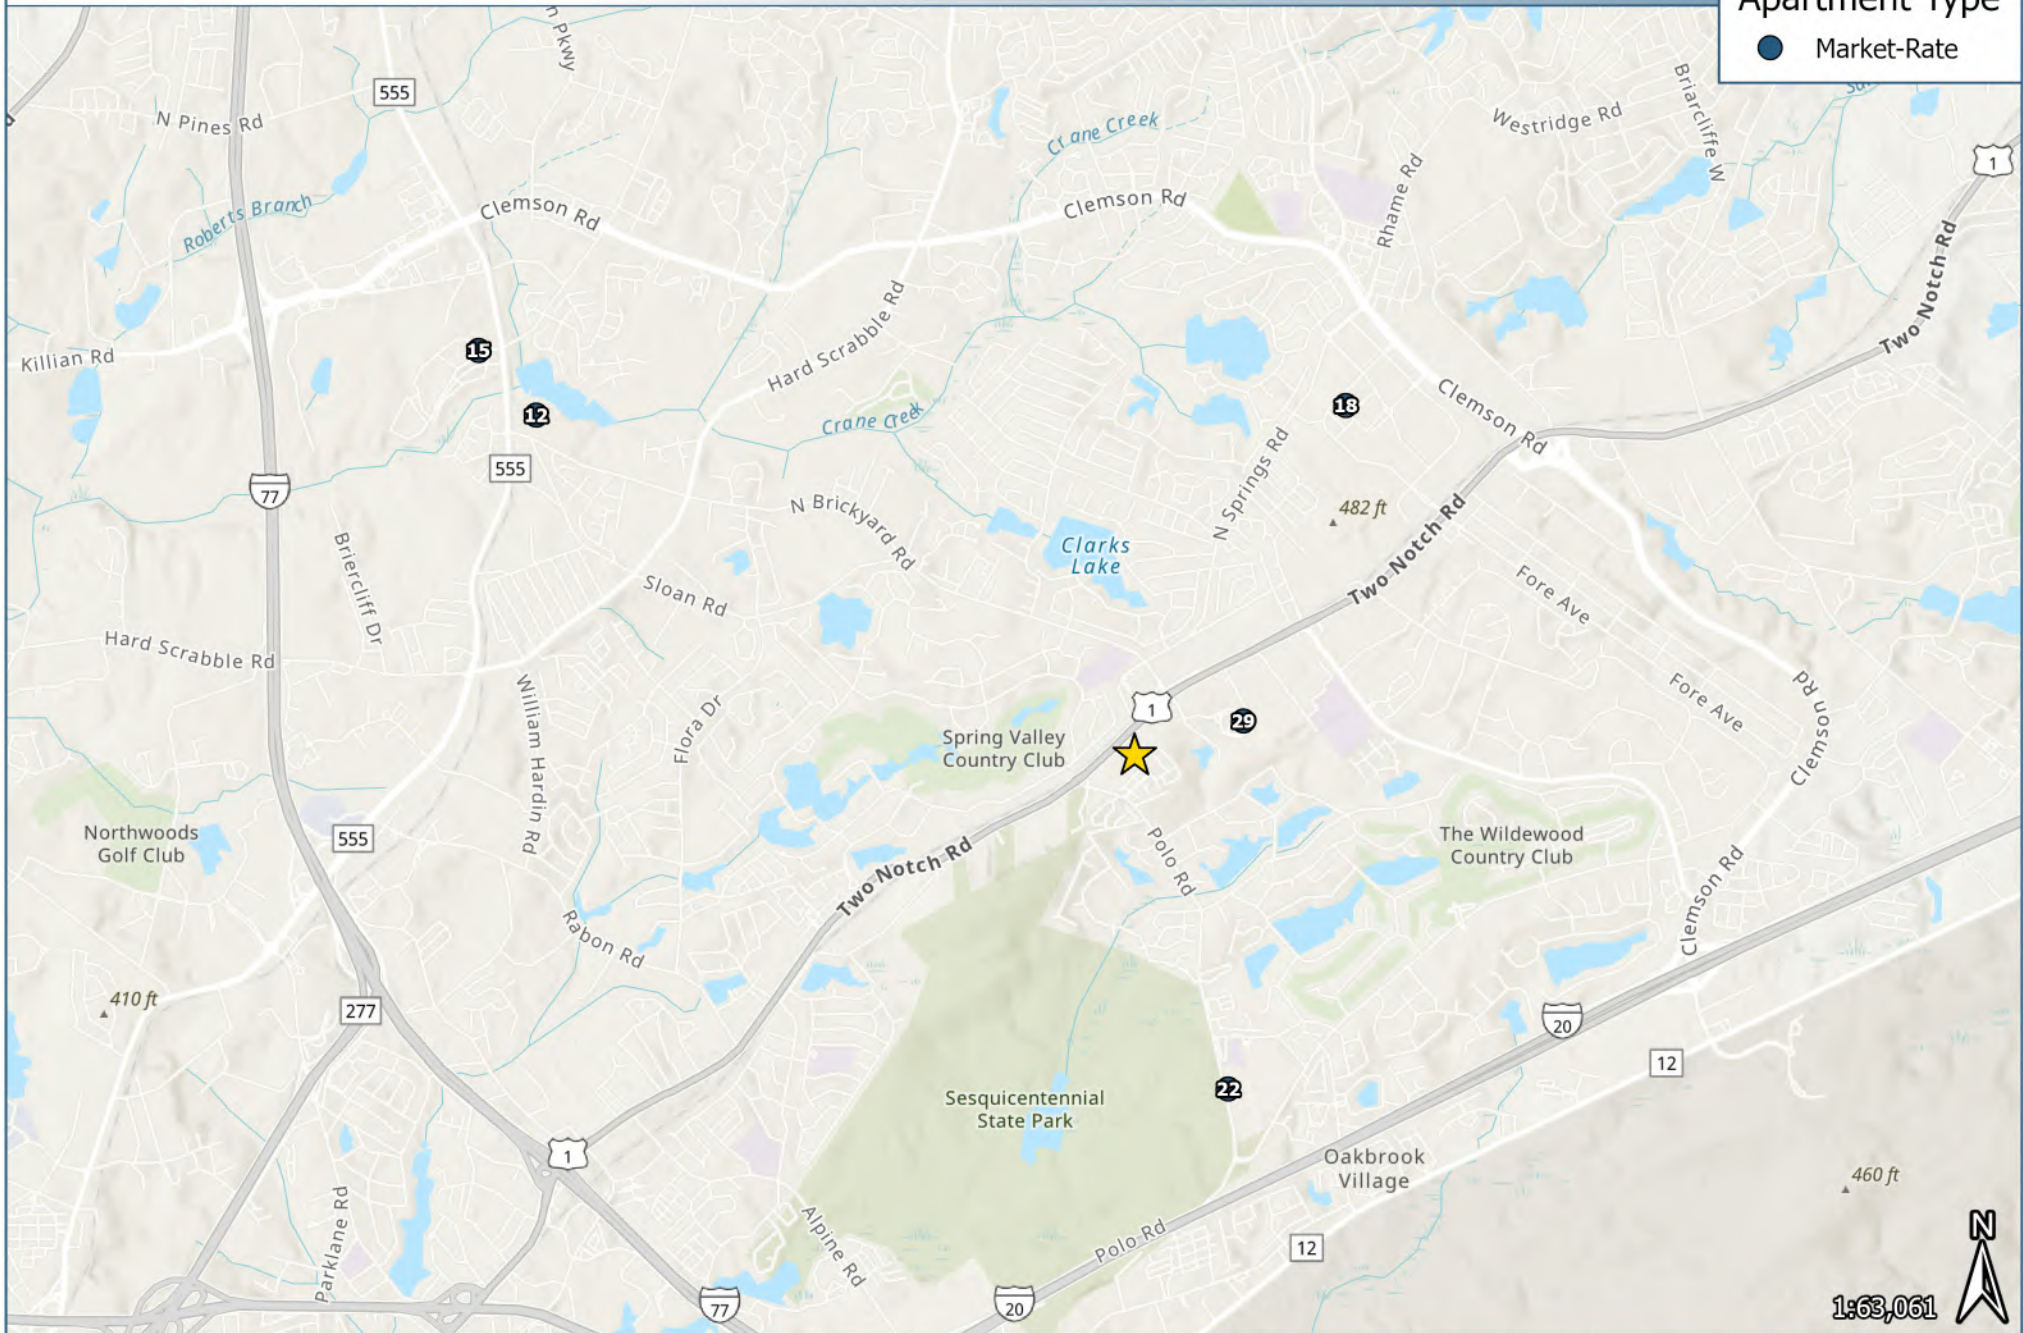 Apartment Type
Market-Rate
n Pkwy
555
N Pines Rd
Crane Creek
Westridge Rd
Briarcliffe W
1
Roberts Branch
Clemson Rd
Clemson Rd
Rhame Rd
Two Notch Rd
Killian Rd
15
Hard Scrabble Rd
12
Crane Creek
18
Clemson Rd
555
77
N Brickyard Rd
N Springs Rd
482 ft
Two Notch Rd
Clarks
Lake
Briercliff Dr
Sloan Rd
Fore Ave
Hard Scrabble Rd
William Hardin Rd
Flora Dr
Fore Ave
Clemson Rd
1
29
Spring Valley
Country Club
Northwoods
Golf Club
555
Two Notch Rd
Polo Rd
The Wildewood
Country Club
Clemson Rd
Rabon Rd
410 ft
277
20
12
22
Sesquicentennial
State Park
1
Oakbrook
Village
460 ft
Parklane Rd
Alpine Rd
Polo Rd
12
N
77
20
1:63,061